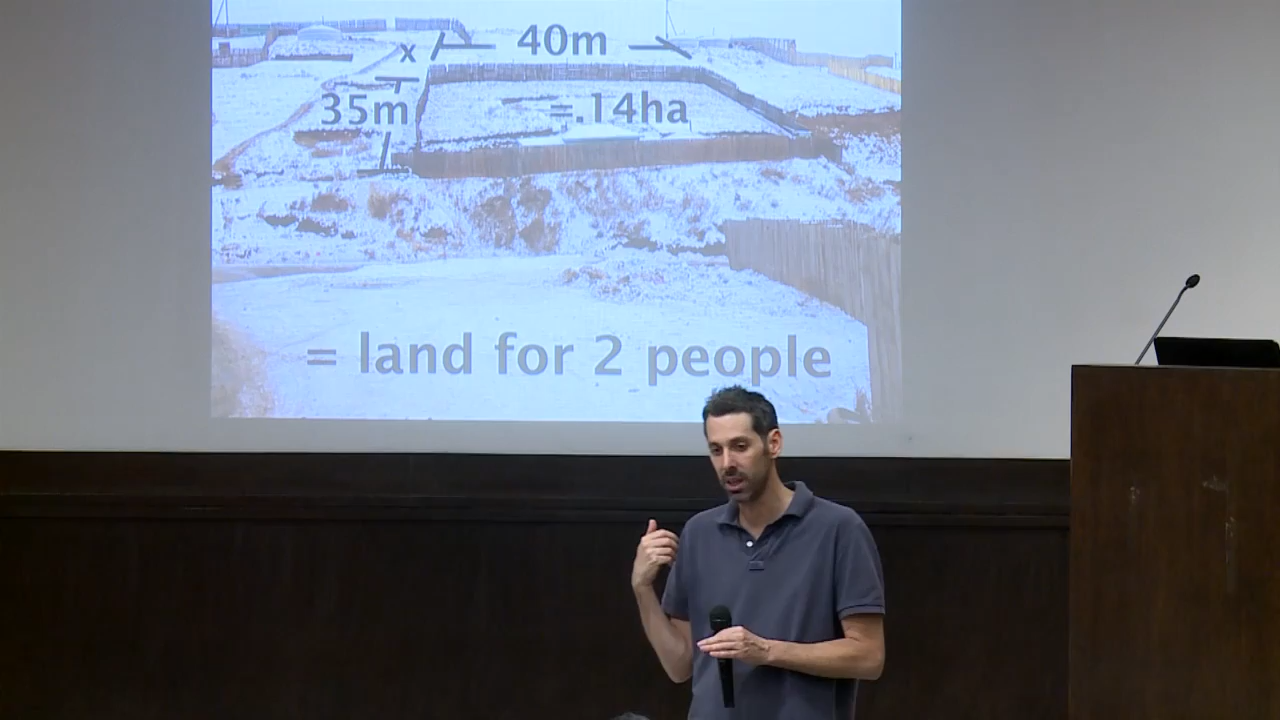 40m
x
35m
=.14ha
= land for 2 people